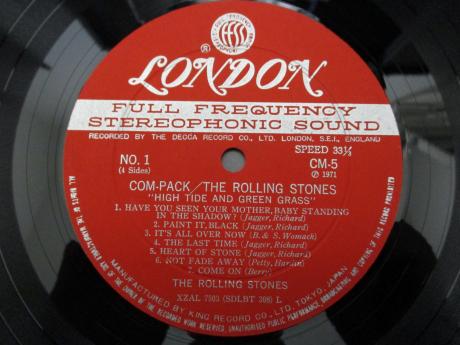 ffss
FULL FREQUENCY
®
LONDON
FULL FREQUENCY
STEREOPHONIC SOUND
RECORDED BY THE DECCA RECORD CO., LTD. LONDON, S.E.I., ENGLAND
NO. 1
SPEED 33⅓
(4 Sides)
CM-5
℗ 1971
COM-PACK/THE ROLLING STONES
"HIGH TIDE AND GREEN GRASS"
1. HAVE YOU SEEN YOUR MOTHER, BABY STANDING
IN THE SHADOW? (Jagger, Richard)
2. PAINT IT, BLACK (Jagger, Richard)
3. IT'S ALL OVER NOW (B. & S. Womack)
4. THE LAST TIME (Jagger, Richard)
5. HEART OF STONE (Jagger, Richard)
6. NOT FADE AWAY (Petty, Hardin)
7. COME ON (Berry)
THE ROLLING STONES
XZAL 7503 (SDLBT 308) L
MANUFACTURED BY KING RECORD CO., LTD, TOKYO, JAPAN
ALL RIGHTS OF THE MANUFACTURER AND OF THE OWNER OF THE RECORDED WORK RESERVED. UNAUTHORISED PUBLIC PERFORMANCE, BROADCASTING AND COPYING OF THIS RECORD PROHIBITED